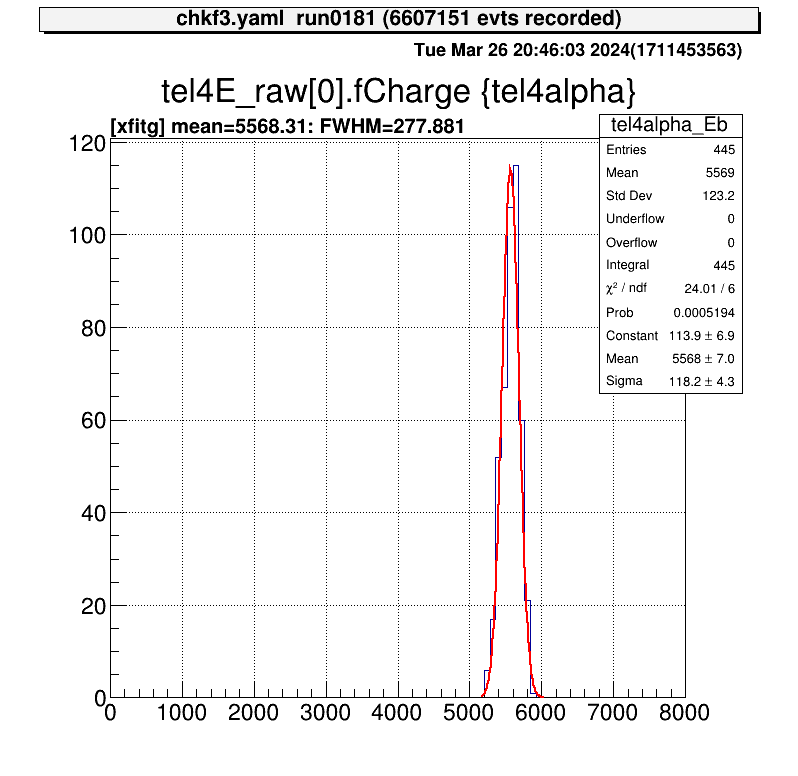 chkf3.yaml run0181 (6607151 evts recorded)
Tue Mar 26 20:46:03 2024(1711453563)
tel4E_raw[0].fCharge {tel4alpha}
[xfitg] mean=5568.31: FWHM=277.881
tel4alpha_Eb
Entries 445
Mean 5569
Std Dev 123.2
Underflow 0
Overflow 0
Integral 445
χ² / ndf 24.01 / 6
Prob 0.0005194
Constant 113.9 ± 6.9
Mean 5568 ± 7.0
Sigma 118.2 ± 4.3
120
100
80
60
40
20
0
0 1000 2000 3000 4000 5000 6000 7000 8000